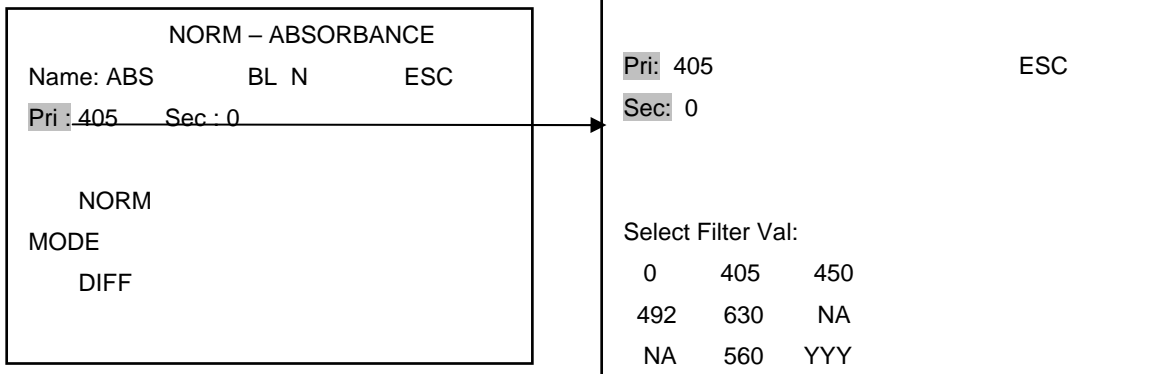 NORM – ABSORBANCE
Name: ABS BL N ESC
Pri : 405 Sec : 0
NORM
MODE
DIFF
Pri: 405 ESC
Sec: 0
Select Filter Val:
0 405 450
492 630 NA
NA 560 YYY